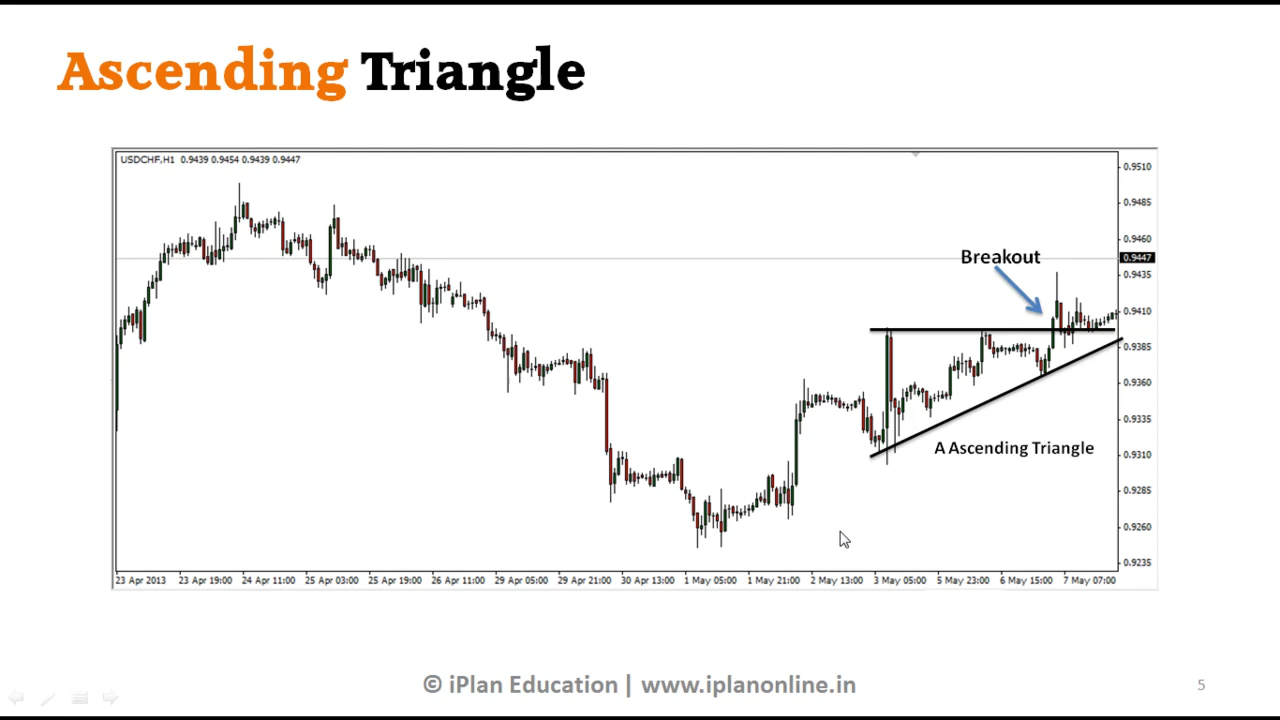 Ascending Triangle
USDCHF,H1 0.9439 0.9454 0.9439 0.9447
0.9510
0.9485
0.9460
Breakout
0.9447
0.9435
0.9410
0.9385
0.9360
0.9335
A Ascending Triangle
0.9310
0.9285
0.9260
0.9235
23 Apr 2013 23 Apr 19:00 24 Apr 11:00 25 Apr 03:00 25 Apr 19:00 26 Apr 11:00 29 Apr 05:00 29 Apr 21:00 30 Apr 13:00 1 May 05:00 1 May 21:00 2 May 13:00 3 May 05:00 5 May 23:00 6 May 15:00 7 May 07:00
© iPlan Education | www.iplanonline.in
5